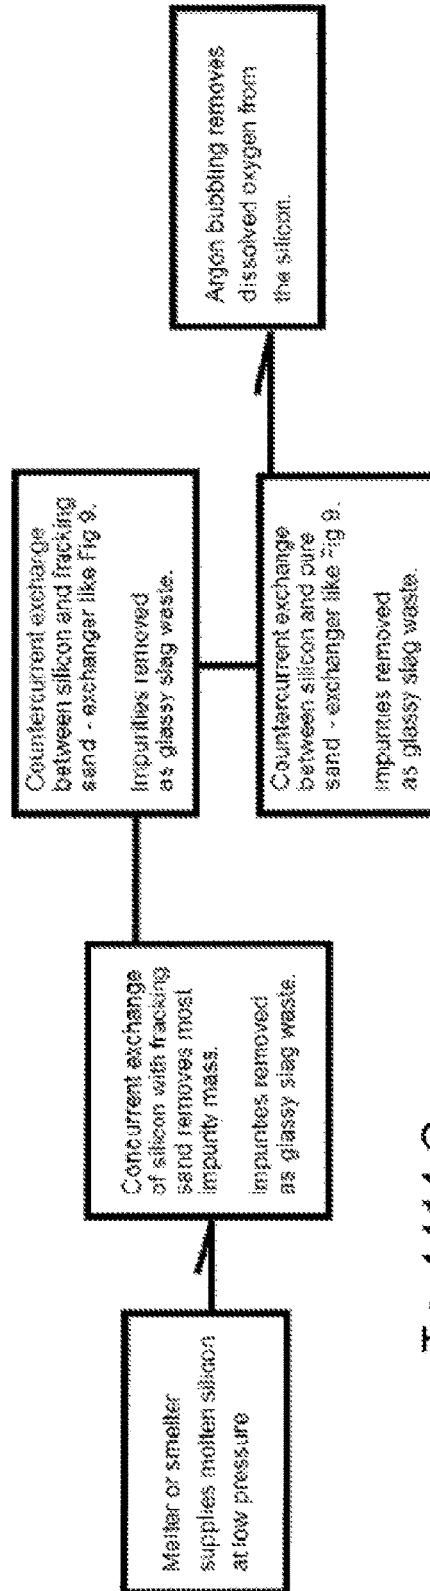 Melter or smelter
supplies molten silicon
at low pressure
Concurrent exchange
of silicon with fracking
sand removes most
impurity mass.
Impurities removed
as glassy slag waste.
Countercurrent exchange
between silicon and fracking
sand - exchanger like Fig 9.
Impurities removed
as glassy slag waste.
Countercurrent exchange
between silicon and pure
sand - exchanger like Fig 9.
Impurities removed
as glassy slag waste.
Argon bubbling removes
dissolved oxygen from
the silicon.